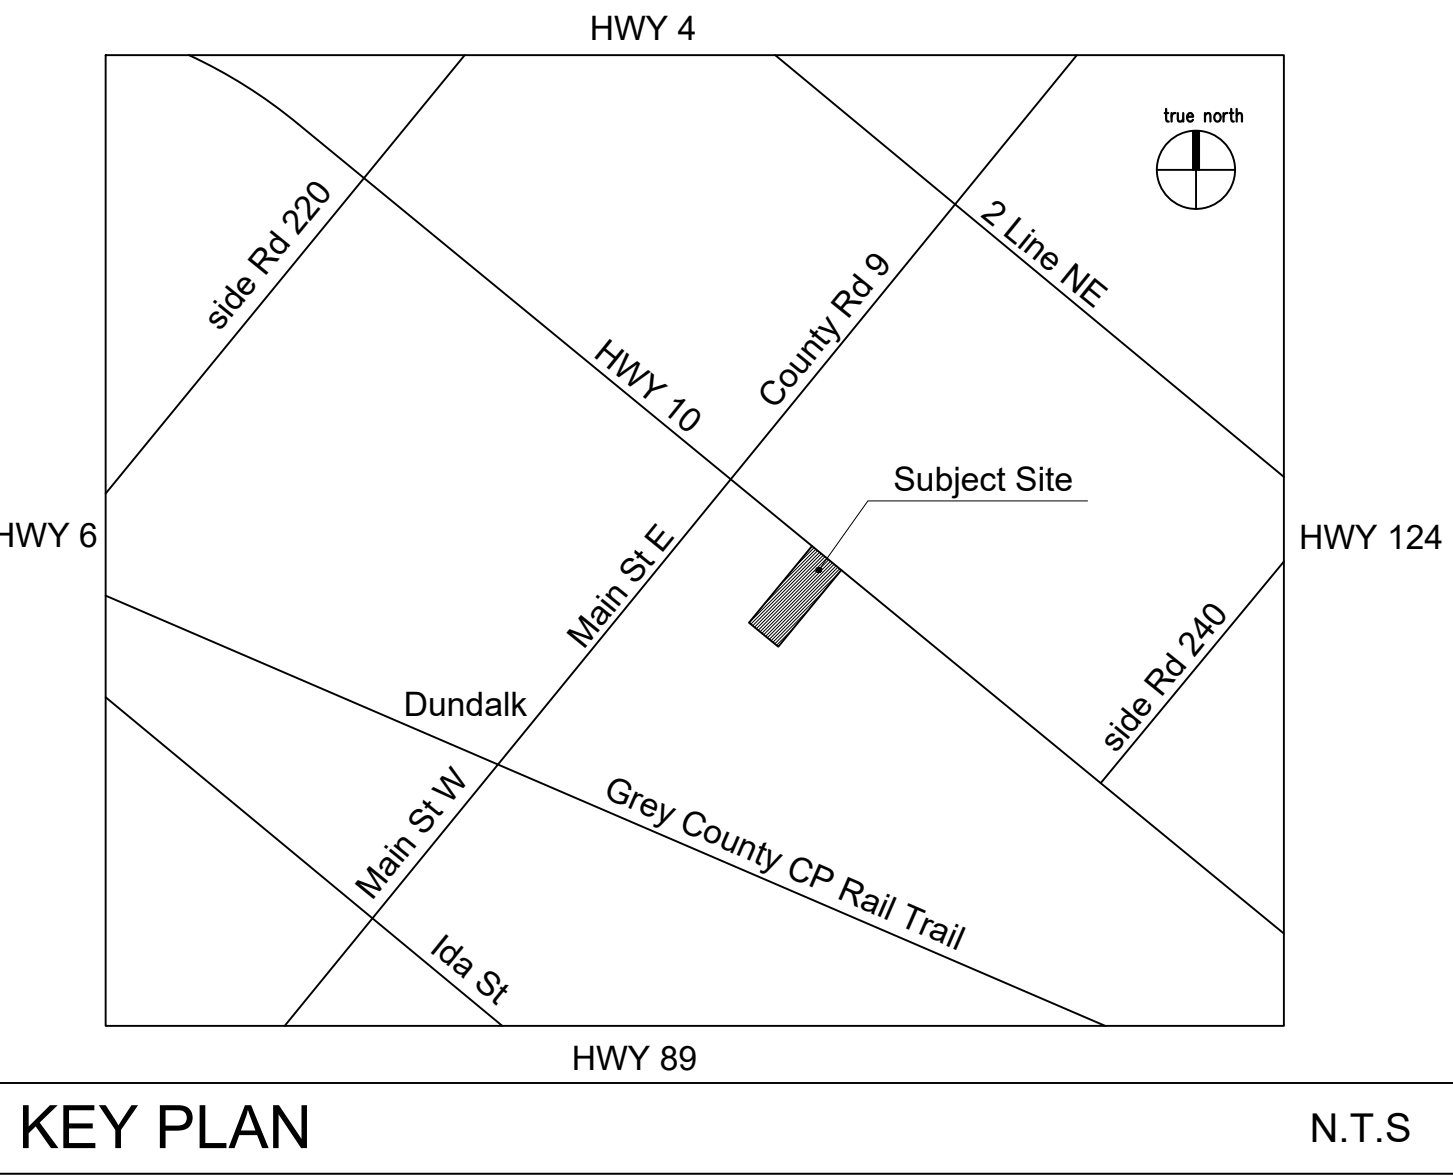 HWY 4
true north
side Rd 220
2 Line NE
County Rd 9
HWY 10
Subject Site
HWY 6
HWY 124
Main St E
side Rd 240
Dundalk
Main St W
Grey County CP Rail Trail
Ida St
HWY 89
KEY PLAN
N.T.S